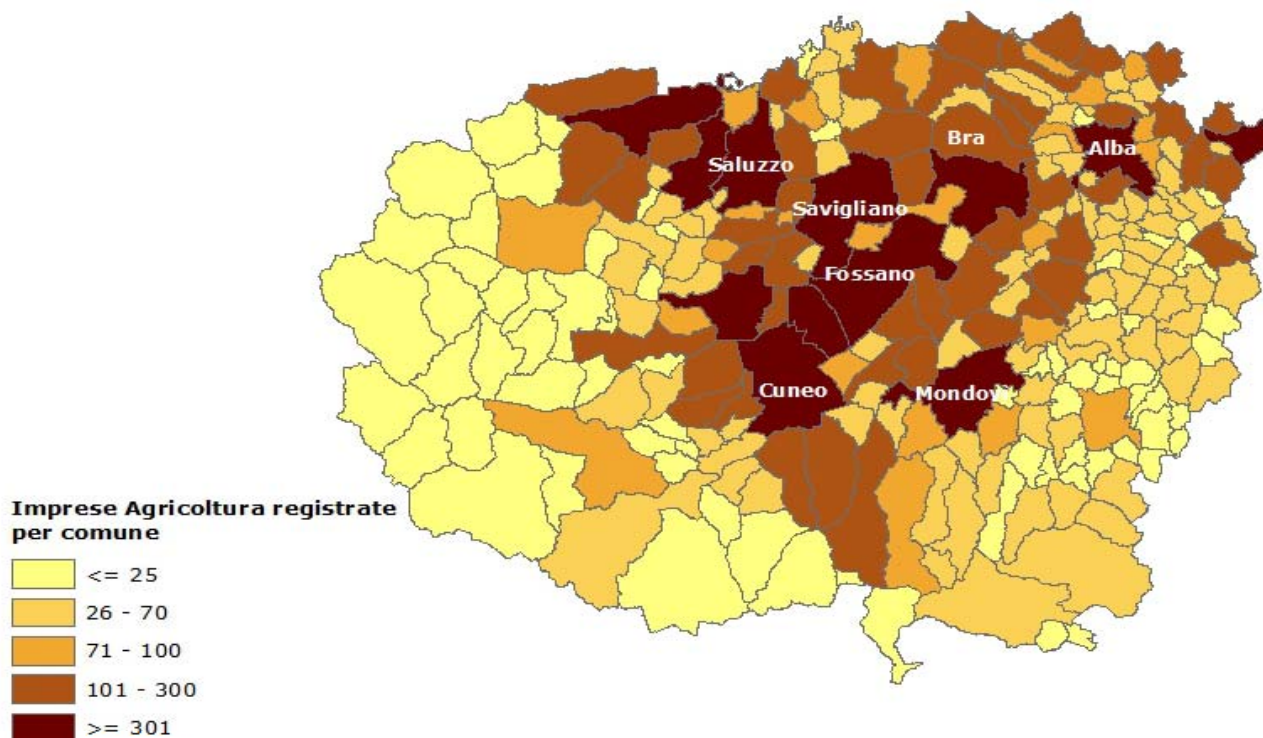 Bra
Alba
Saluzzo
Savigliano
Fossano
Cuneo
Mondovì
Imprese Agricoltura registrate
per comune
<= 25
26 - 70
71 - 100
101 - 300
>= 301